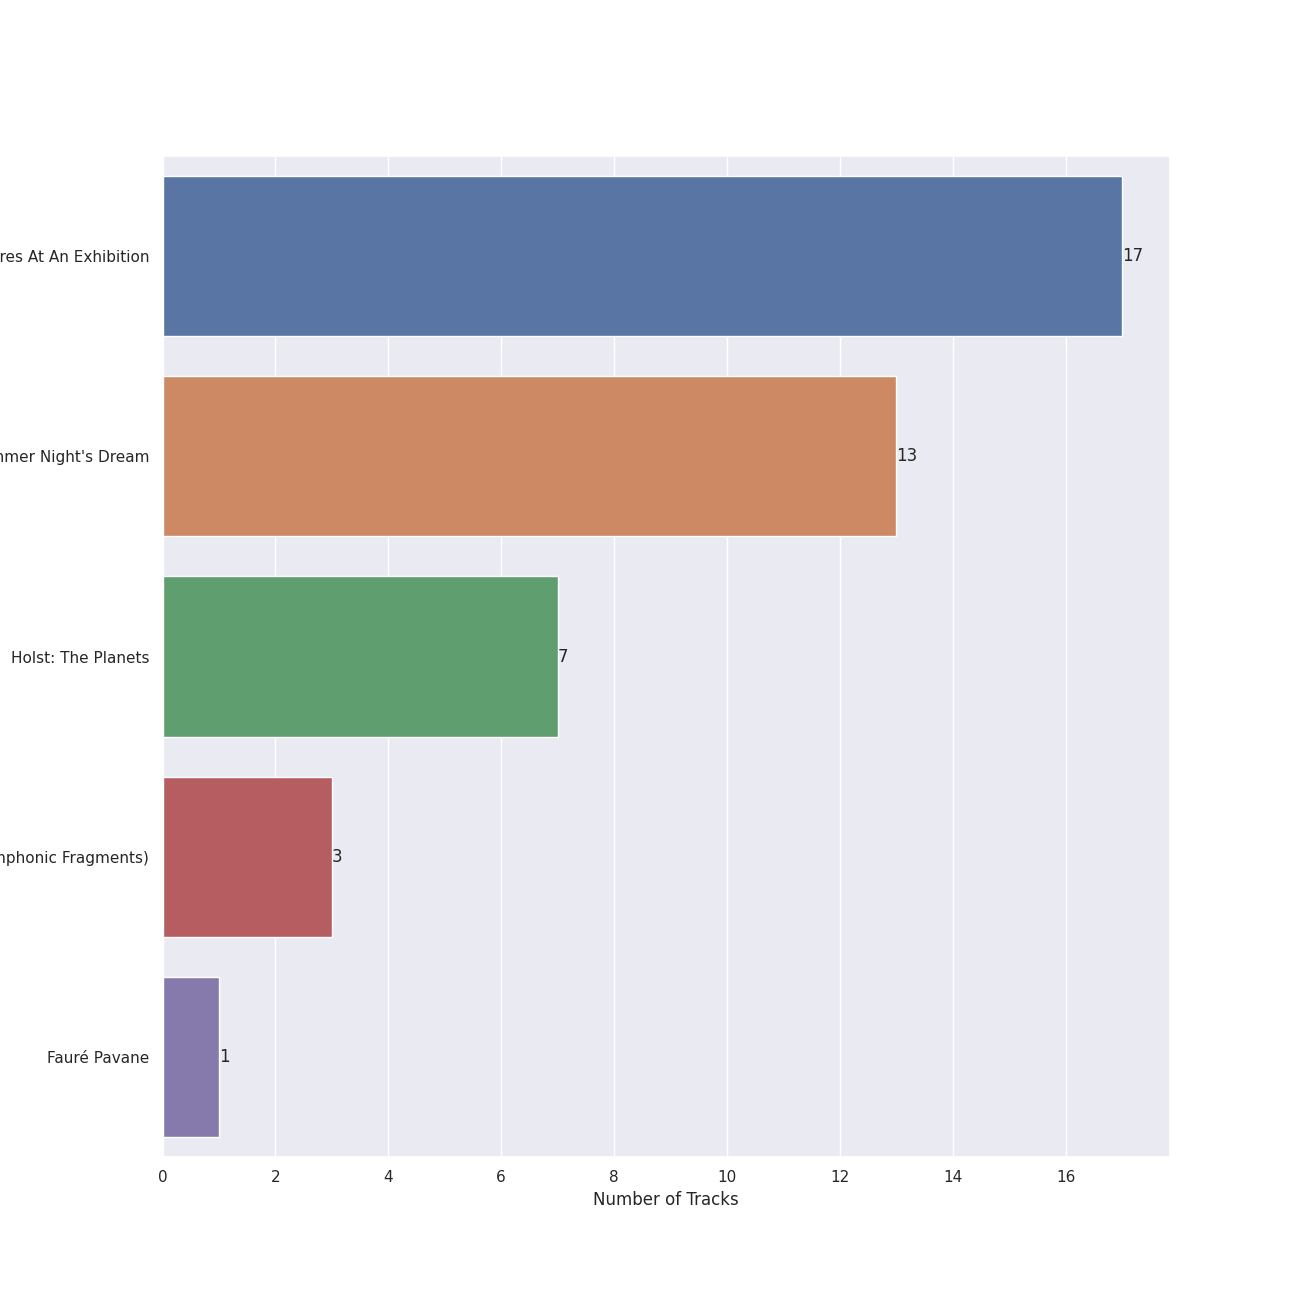 res At An Exhibition
17
mmer Night's Dream
13
Holst: The Planets
7
nphonic Fragments)
3
Fauré Pavane
1
0 2 4 6 8 10 12 14 16
Number of Tracks